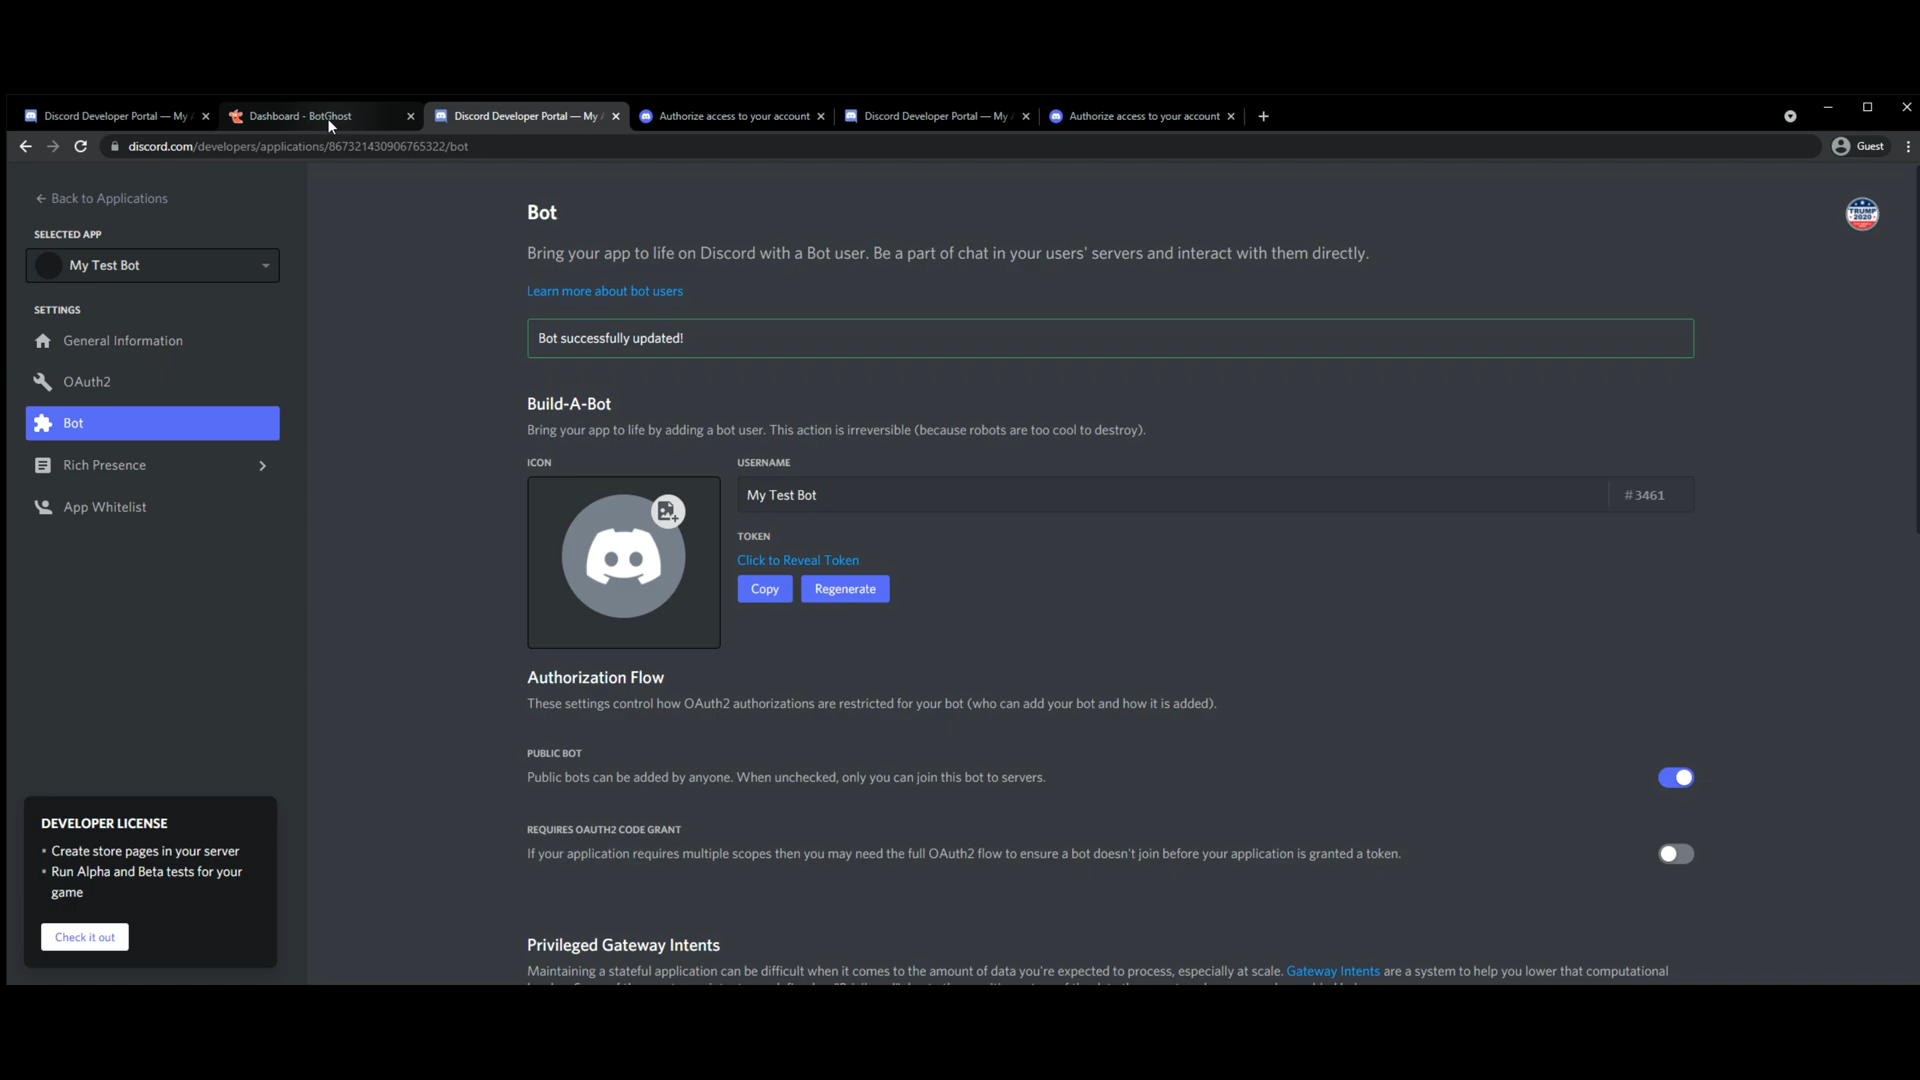 Discord Developer Portal — My
Dashboard - BotGhost
Discord Developer Portal — My
Authorize access to your account
Discord Developer Portal — My
Authorize access to your account
discord.com/developers/applications/867321430906765322/bot
Guest
Back to Applications
SELECTED APP
My Test Bot
SETTINGS
General Information
OAuth2
Bot
Rich Presence
App Whitelist
DEVELOPER LICENSE
• Create store pages in your server
• Run Alpha and Beta tests for your
game
Check it out
Bot
TRUMP
2020
Bring your app to life on Discord with a Bot user. Be a part of chat in your users' servers and interact with them directly.
Learn more about bot users
Bot successfully updated!
Build-A-Bot
Bring your app to life by adding a bot user. This action is irreversible (because robots are too cool to destroy).
ICON
USERNAME
My Test Bot
#3461
TOKEN
Click to Reveal Token
Copy
Regenerate
Authorization Flow
These settings control how OAuth2 authorizations are restricted for your bot (who can add your bot and how it is added).
PUBLIC BOT
Public bots can be added by anyone. When unchecked, only you can join this bot to servers.
REQUIRES OAUTH2 CODE GRANT
If your application requires multiple scopes then you may need the full OAuth2 flow to ensure a bot doesn't join before your application is granted a token.
Privileged Gateway Intents
Maintaining a stateful application can be difficult when it comes to the amount of data you're expected to process, especially at scale. Gateway Intents are a system to help you lower that computational